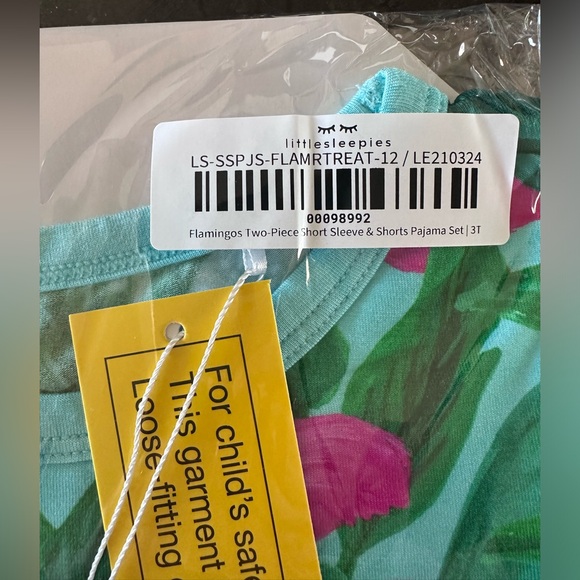 littlesleepies
LS-SSPJS-FLAMRTREAT-12 / LE210324
00098992
Flamingos Two-Piece Short Sleeve & Shorts Pajama Set | 3T
For child's safe
This garment
Loose-fitting